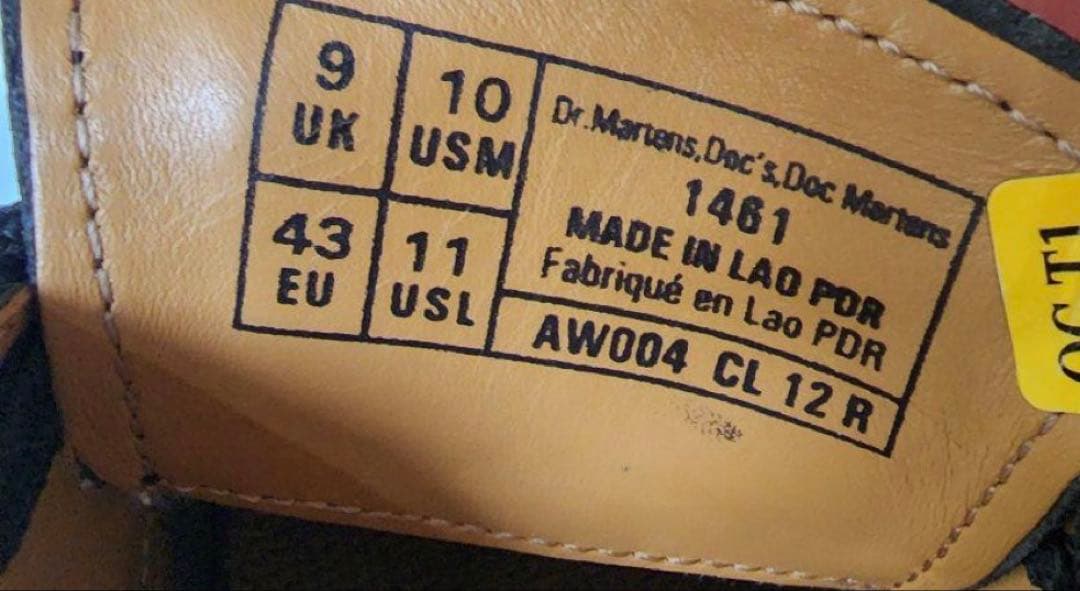 9
UK
10
USM
43
EU
11
USL
Dr.Martens,Doc's,Doc Martens
1461
MADE IN LAO PDR
Fabriqué en Lao PDR
AW004 CL 12 R